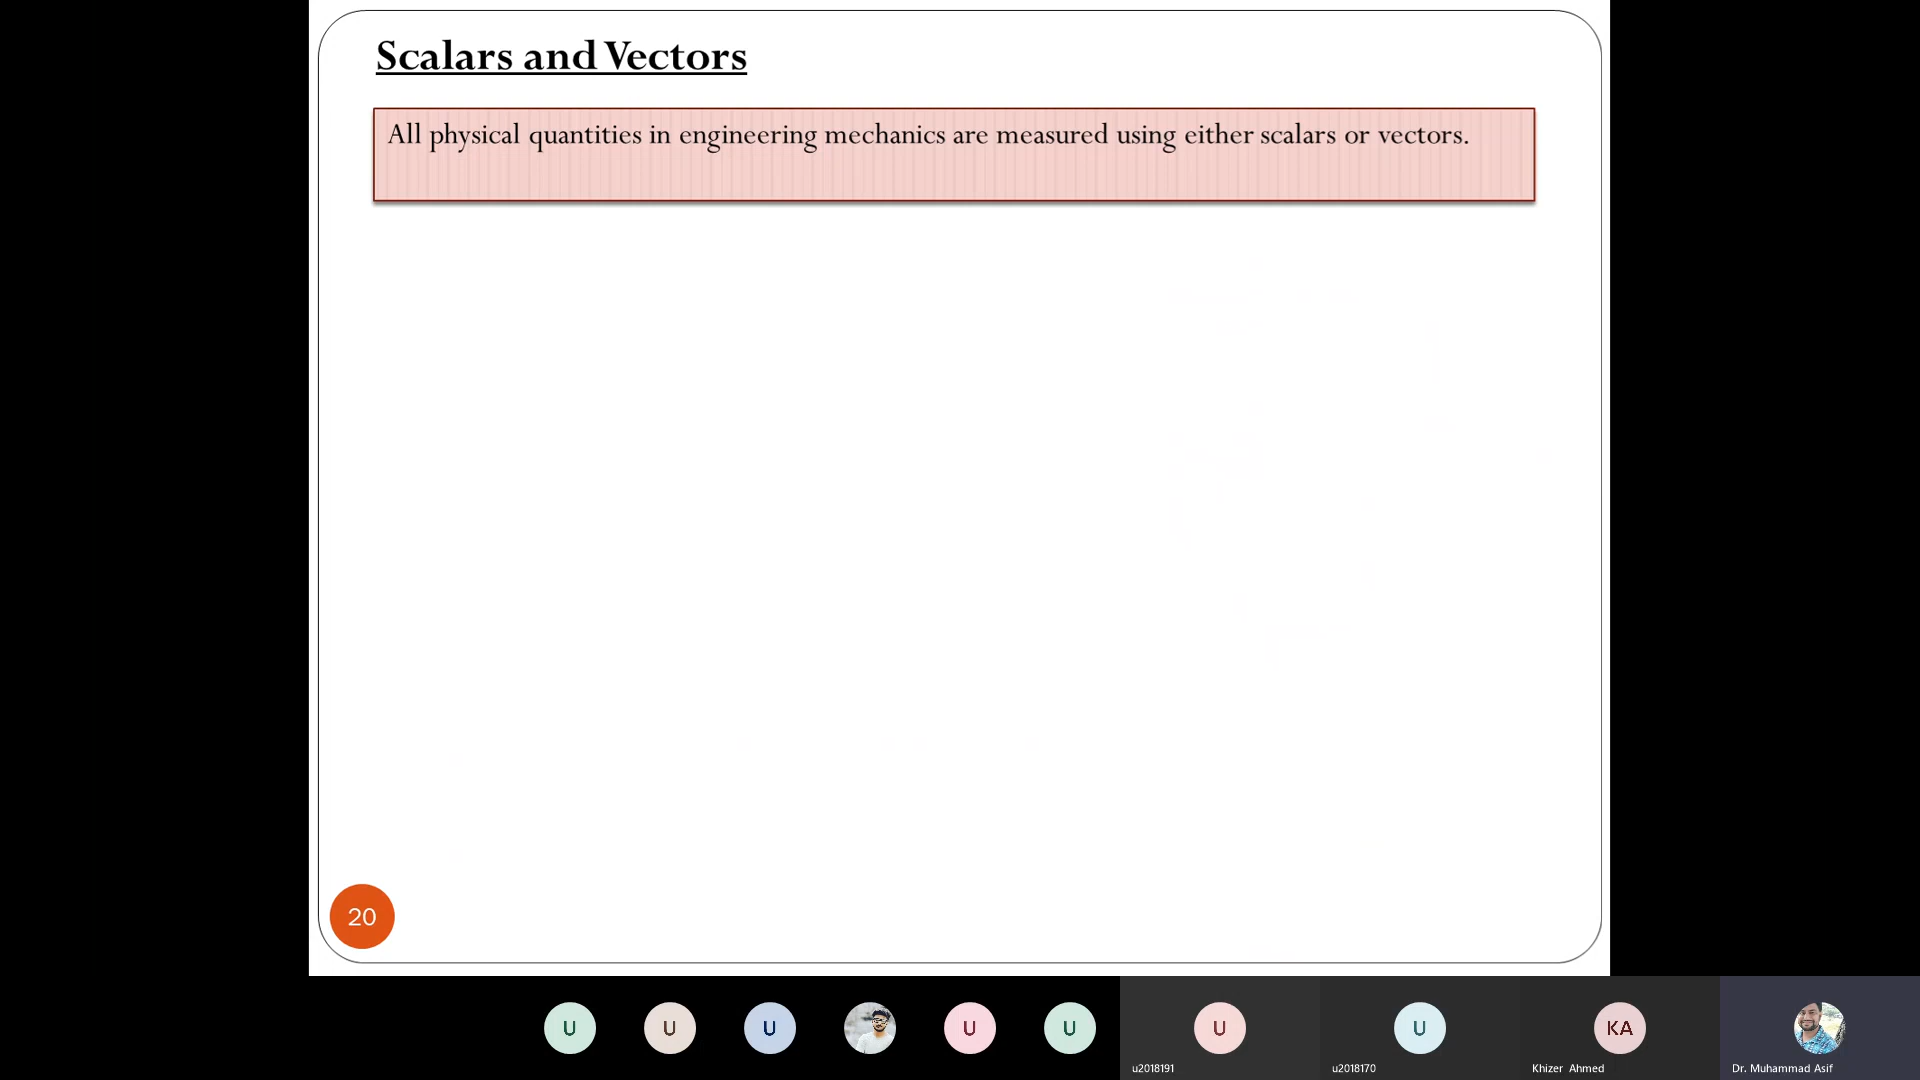 Scalars and Vectors
All physical quantities in engineering mechanics are measured using either scalars or vectors.
20
U
U
U
U
U
U
U
KA
u2018191
u2018170
Khizer Ahmed
Dr. Muhammad Asif